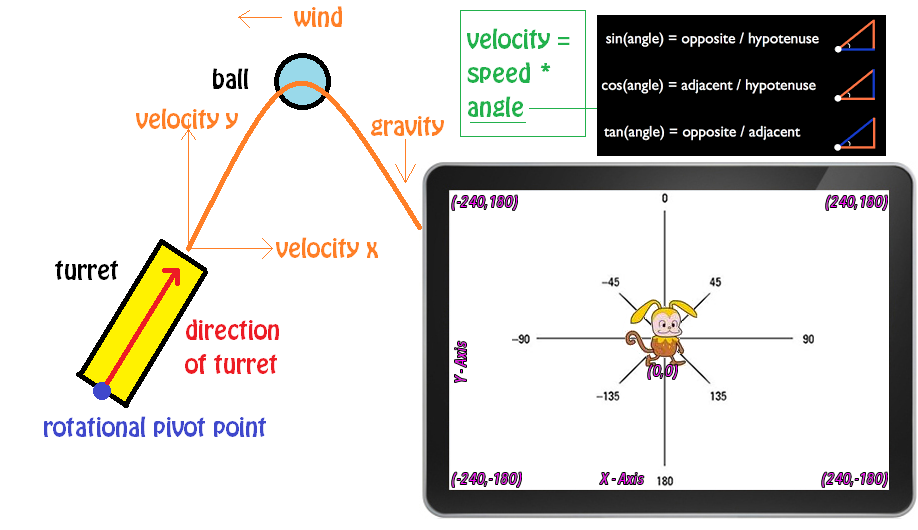 wind
ball
velocity y
gravity
velocity x
turret
direction
of turret
rotational pivot point
velocity =
speed *
angle
sin(angle) = opposite / hypotenuse
cos(angle) = adjacent / hypotenuse
tan(angle) = opposite / adjacent
(-240,180)
0
(240,180)
-45
45
-90
90
(0,0)
Y-Axis
-135
135
(-240,-180)
X-Axis
180
(240,-180)